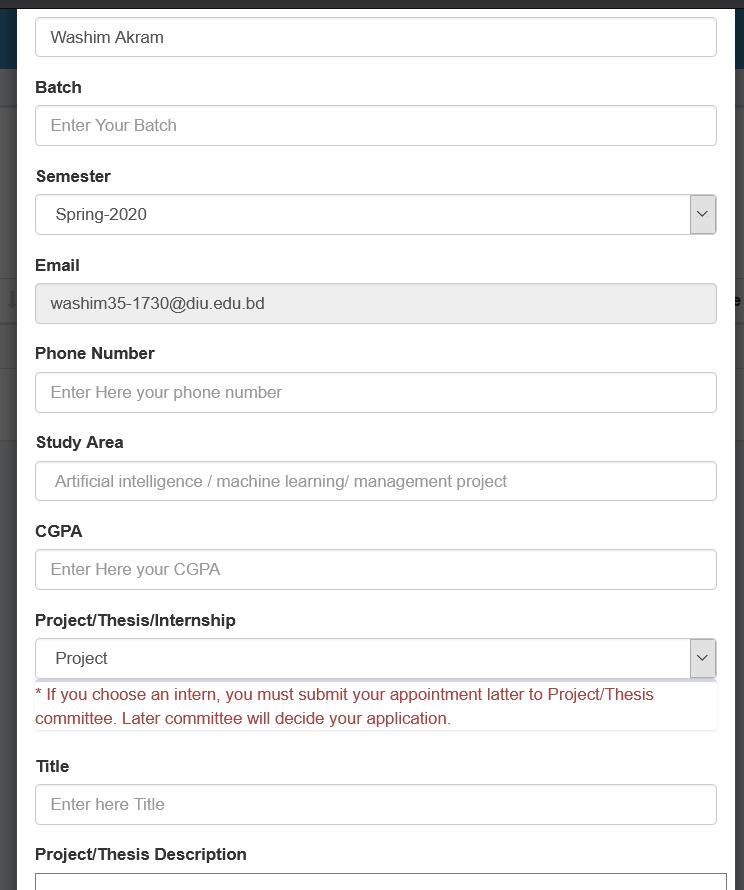 Washim Akram
Batch
Enter Your Batch
Semester
Spring-2020
Email
washim35-1730@diu.edu.bd
Phone Number
Enter Here your phone number
Study Area
Artificial intelligence / machine learning/ management project
CGPA
Enter Here your CGPA
Project/Thesis/Internship
Project
* If you choose an intern, you must submit your appointment latter to Project/Thesis
committee. Later committee will decide your application.
Title
Enter here Title
Project/Thesis Description